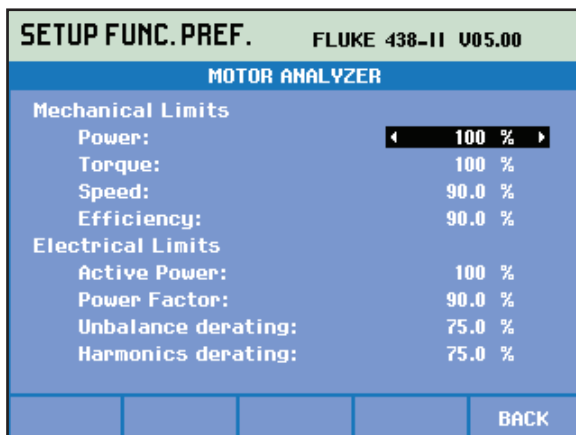 SETUP FUNC. PREF. FLUKE 438-II V05.00
MOTOR ANALYZER
Mechanical Limits
Power: 100 %
Torque: 100 %
Speed: 90.0 %
Efficiency: 90.0 %
Electrical Limits
Active Power: 100 %
Power Factor: 90.0 %
Unbalance derating: 75.0 %
Harmonics derating: 75.0 %
BACK